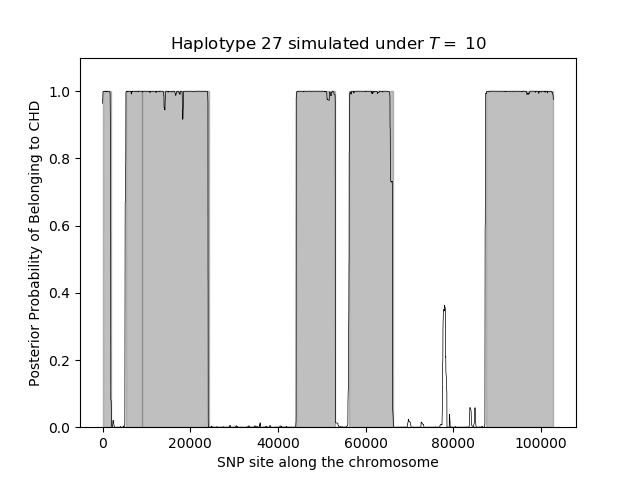 Haplotype 27 simulated under T = 10
Posterior Probability of Belonging to CHD
1.0
0.8
0.6
0.4
0.2
0.0
0 20000 40000 60000 80000 100000
SNP site along the chromosome